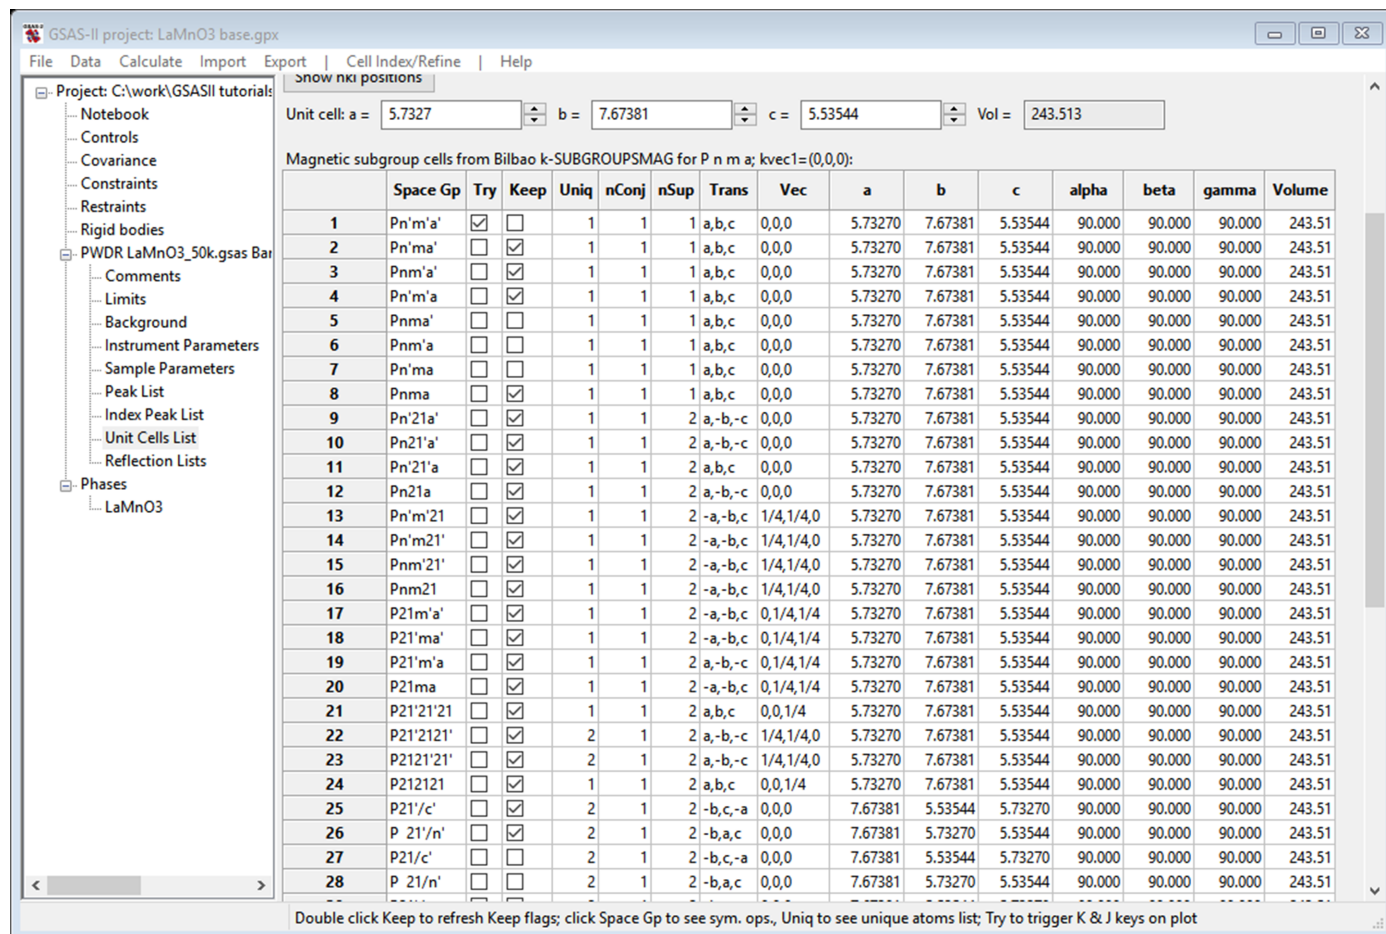 GSAS-II project: LaMnO3 base.gpx
File Data Calculate Import Export | Cell Index/Refine | Help
Project: C:\work\GSASII tutorials
Notebook
Controls
Covariance
Constraints
Restraints
Rigid bodies
PWDR LaMnO3_50k.gsas Bar
Comments
Limits
Background
Instrument Parameters
Sample Parameters
Peak List
Index Peak List
Unit Cells List
Reflection Lists
Phases
LaMnO3
Show hkl positions
Unit cell: a = 5.7327 b = 7.67381 c = 5.53544 Vol = 243.513
Magnetic subgroup cells from Bilbao k-SUBGROUPSMAG for P n m a; kvec1=(0,0,0):
Space Gp Try Keep Uniq nConj nSup Trans Vec a b c alpha beta gamma Volume
1 Pn'm'a' 1 1 1 a,b,c 0,0,0 5.73270 7.67381 5.53544 90.000 90.000 90.000 243.51
2 Pn'ma' 1 1 1 a,b,c 0,0,0 5.73270 7.67381 5.53544 90.000 90.000 90.000 243.51
3 Pnm'a' 1 1 1 a,b,c 0,0,0 5.73270 7.67381 5.53544 90.000 90.000 90.000 243.51
4 Pn'm'a 1 1 1 a,b,c 0,0,0 5.73270 7.67381 5.53544 90.000 90.000 90.000 243.51
5 Pnma' 1 1 1 a,b,c 0,0,0 5.73270 7.67381 5.53544 90.000 90.000 90.000 243.51
6 Pnm'a 1 1 1 a,b,c 0,0,0 5.73270 7.67381 5.53544 90.000 90.000 90.000 243.51
7 Pn'ma 1 1 1 a,b,c 0,0,0 5.73270 7.67381 5.53544 90.000 90.000 90.000 243.51
8 Pnma 1 1 1 a,b,c 0,0,0 5.73270 7.67381 5.53544 90.000 90.000 90.000 243.51
9 Pn'21a' 1 1 2 a,-b,-c 0,0,0 5.73270 7.67381 5.53544 90.000 90.000 90.000 243.51
10 Pn21'a' 1 1 2 a,-b,-c 0,0,0 5.73270 7.67381 5.53544 90.000 90.000 90.000 243.51
11 Pn'21'a 1 1 2 a,b,c 0,0,0 5.73270 7.67381 5.53544 90.000 90.000 90.000 243.51
12 Pn21a 1 1 2 a,-b,-c 0,0,0 5.73270 7.67381 5.53544 90.000 90.000 90.000 243.51
13 Pn'm'21 1 1 2 -a,-b,c 1/4,1/4,0 5.73270 7.67381 5.53544 90.000 90.000 90.000 243.51
14 Pn'm21' 1 1 2 -a,-b,c 1/4,1/4,0 5.73270 7.67381 5.53544 90.000 90.000 90.000 243.51
15 Pnm'21' 1 1 2 -a,-b,c 1/4,1/4,0 5.73270 7.67381 5.53544 90.000 90.000 90.000 243.51
16 Pnm21 1 1 2 -a,-b,c 1/4,1/4,0 5.73270 7.67381 5.53544 90.000 90.000 90.000 243.51
17 P21m'a' 1 1 2 -a,-b,c 0,1/4,1/4 5.73270 7.67381 5.53544 90.000 90.000 90.000 243.51
18 P21'ma' 1 1 2 -a,-b,c 0,1/4,1/4 5.73270 7.67381 5.53544 90.000 90.000 90.000 243.51
19 P21'm'a 1 1 2 a,-b,-c 0,1/4,1/4 5.73270 7.67381 5.53544 90.000 90.000 90.000 243.51
20 P21ma 1 1 2 -a,-b,c 0,1/4,1/4 5.73270 7.67381 5.53544 90.000 90.000 90.000 243.51
21 P21'21'21 1 1 2 a,b,c 0,0,1/4 5.73270 7.67381 5.53544 90.000 90.000 90.000 243.51
22 P21'2121' 2 1 2 a,-b,-c 1/4,1/4,0 5.73270 7.67381 5.53544 90.000 90.000 90.000 243.51
23 P2121'21' 2 1 2 a,-b,-c 1/4,1/4,0 5.73270 7.67381 5.53544 90.000 90.000 90.000 243.51
24 P212121 1 1 2 a,b,c 0,0,1/4 5.73270 7.67381 5.53544 90.000 90.000 90.000 243.51
25 P21'/c' 2 1 2 -b,c,-a 0,0,0 7.67381 5.53544 5.73270 90.000 90.000 90.000 243.51
26 P 21'/n' 2 1 2 -b,a,c 0,0,0 7.67381 5.73270 5.53544 90.000 90.000 90.000 243.51
27 P21/c' 2 1 2 -b,c,-a 0,0,0 7.67381 5.53544 5.73270 90.000 90.000 90.000 243.51
28 P 21/n' 2 1 2 -b,a,c 0,0,0 7.67381 5.73270 5.53544 90.000 90.000 90.000 243.51
Double click Keep to refresh Keep flags; click Space Gp to see sym. ops., Uniq to see unique atoms list; Try to trigger K & J keys on plot